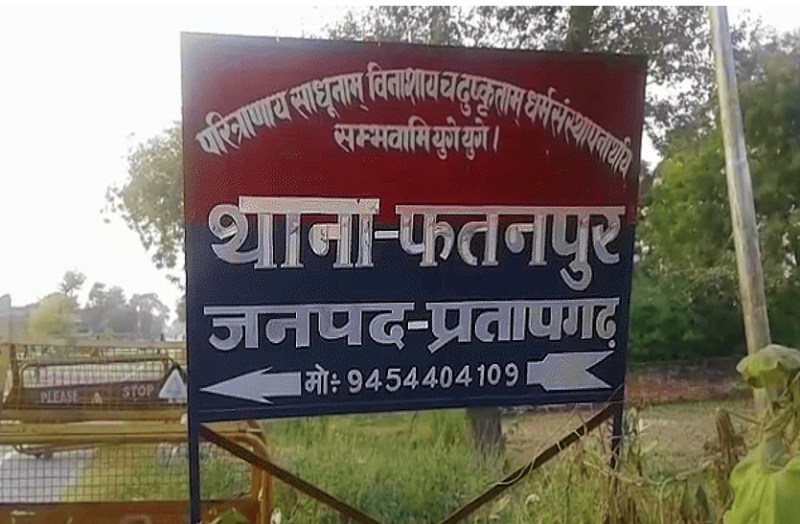 परित्राणाय साधूनाम् विनाशाय च दुष्कृताम् धर्मसंस्थापनार्थाय
सम्भवामि युगे युगे।
थाना-फतनपुर
जनपद-प्रतापगढ़
मो÷ 9454404109
PLEASE STOP